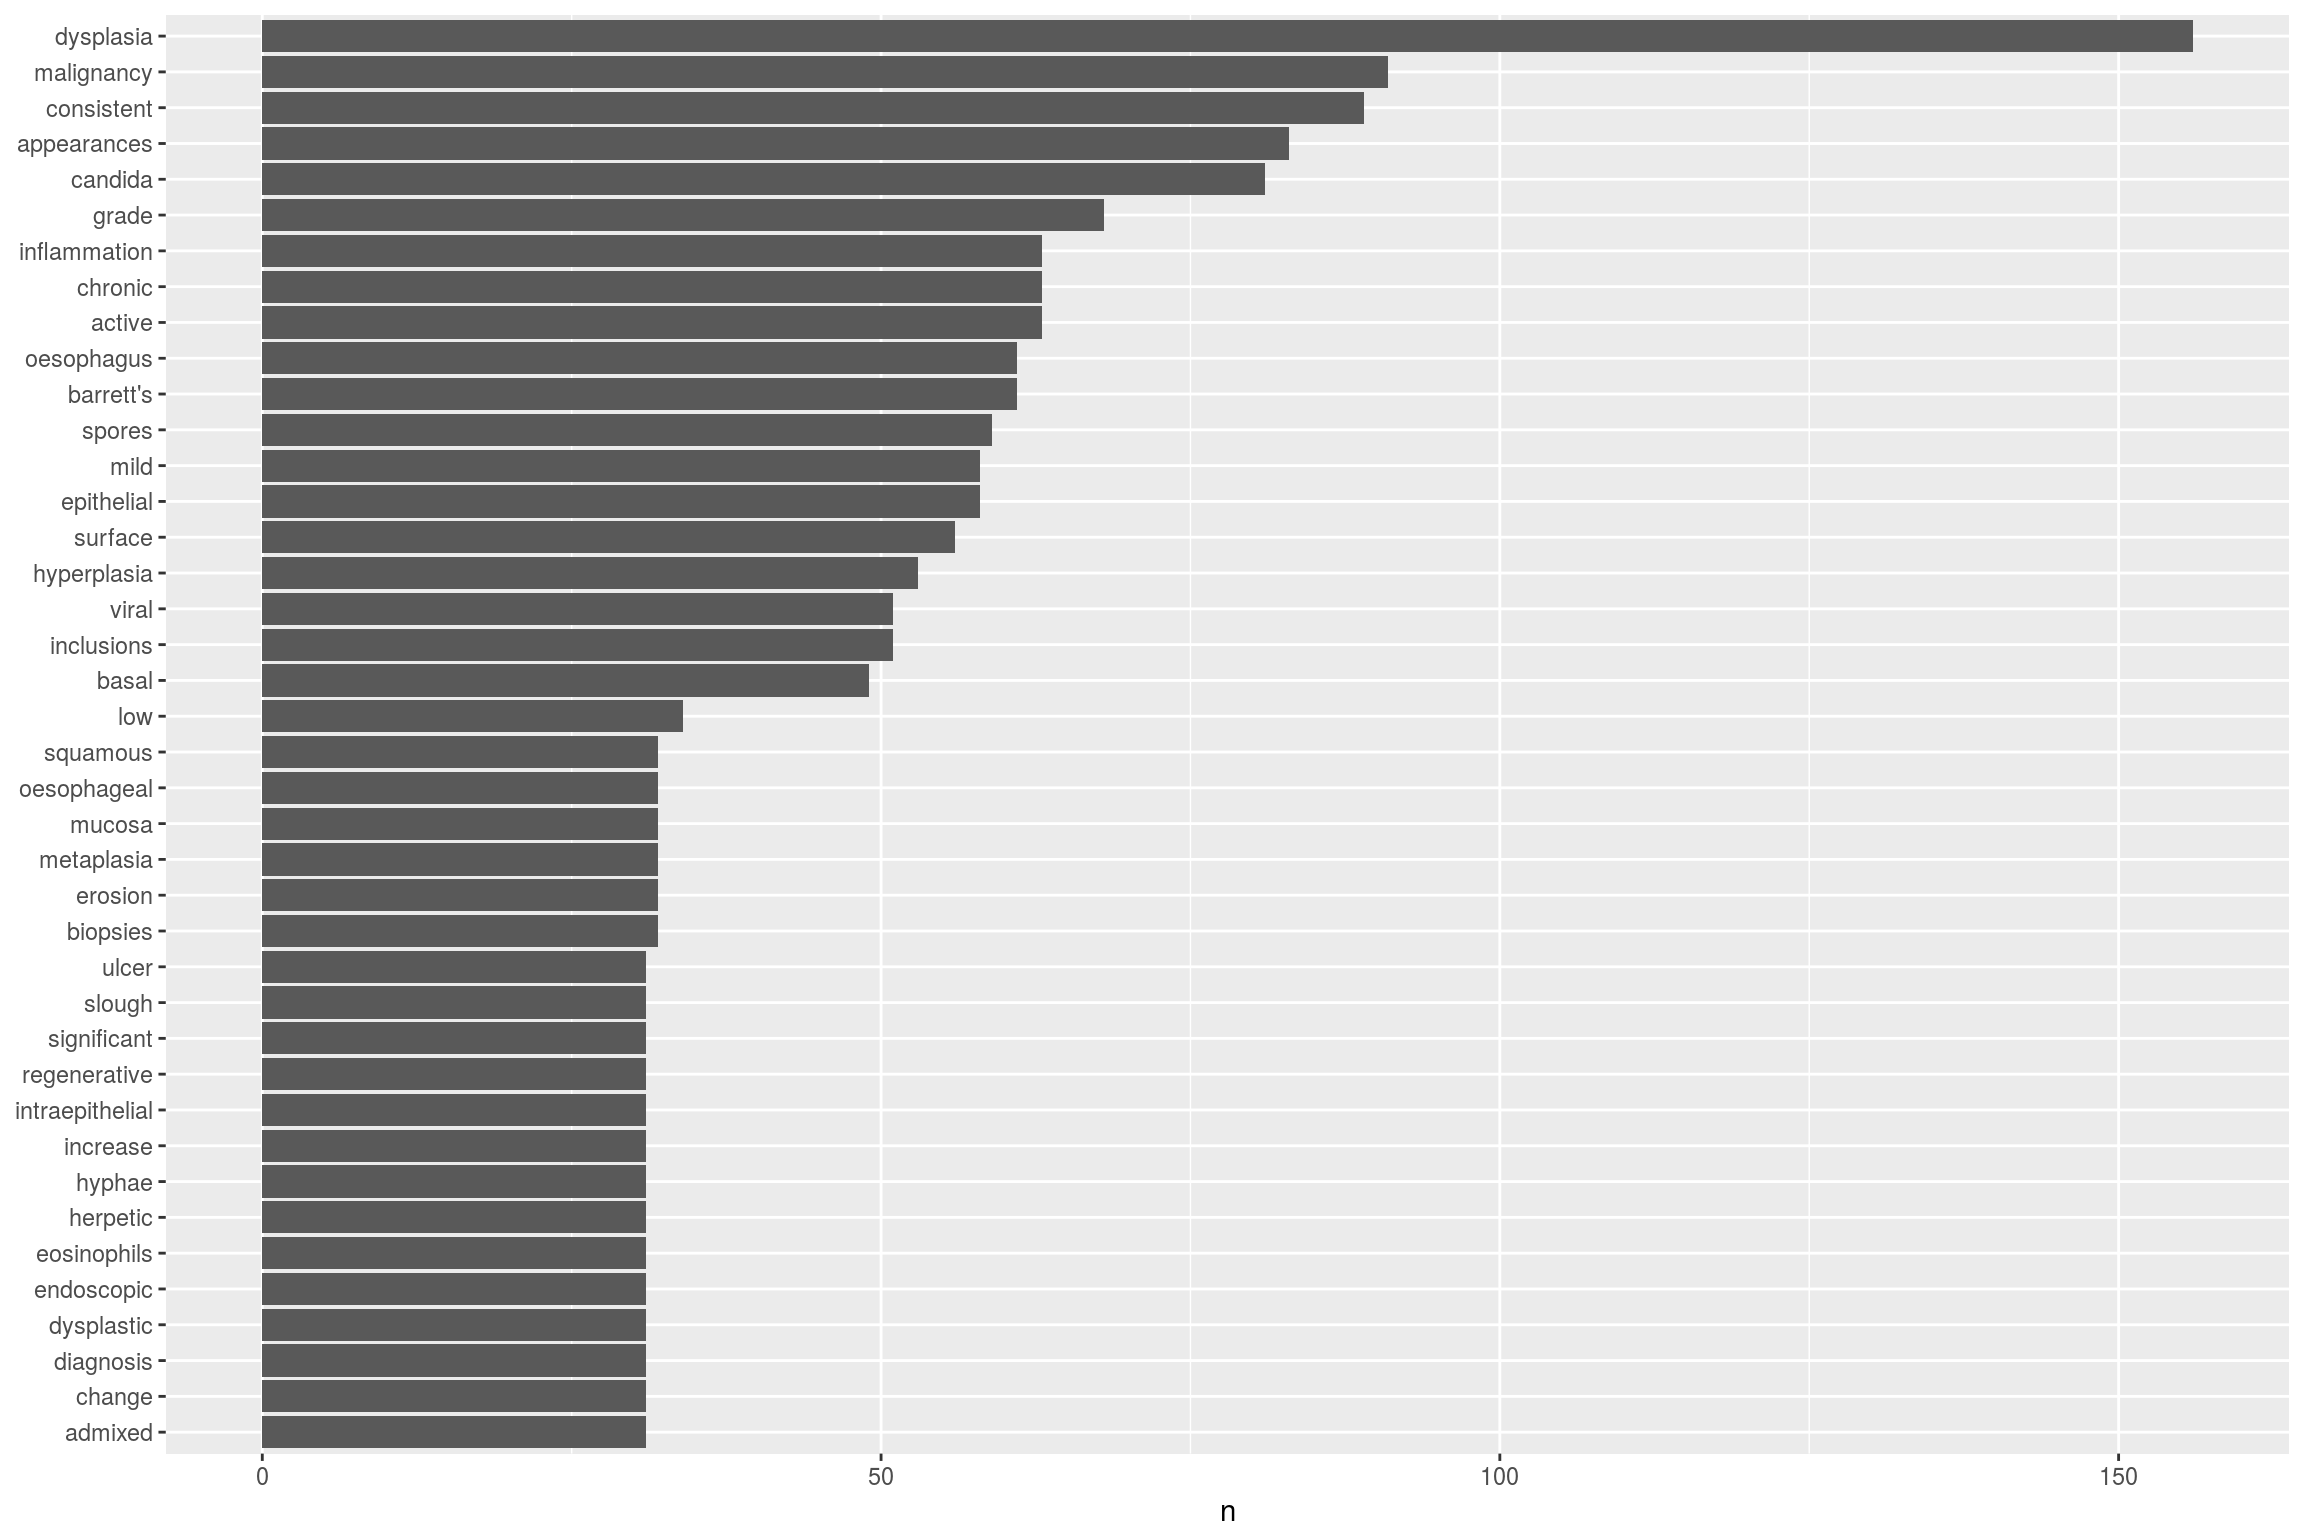 dysplasia
malignancy
consistent
appearances
candida
grade
inflammation
chronic
active
oesophagus
barrett's
spores
mild
epithelial
surface
hyperplasia
viral
inclusions
basal
low
squamous
oesophageal
mucosa
metaplasia
erosion
biopsies
ulcer
slough
significant
regenerative
intraepithelial
increase
hyphae
herpetic
eosinophils
endoscopic
dysplastic
diagnosis
change
admixed
0 50 100 150
n